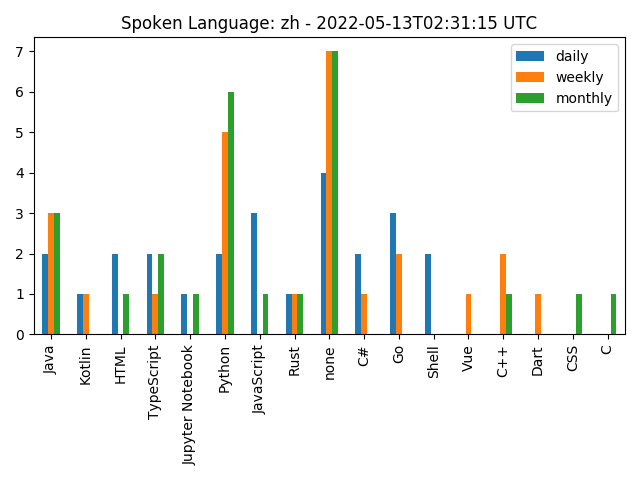 Spoken Language: zh - 2022-05-13T02:31:15 UTC
daily
weekly
monthly
7
6
5
4
3
2
1
0
Java
Kotlin
HTML
TypeScript
Jupyter Notebook
Python
JavaScript
Rust
none
C#
Go
Shell
Vue
C++
Dart
CSS
C